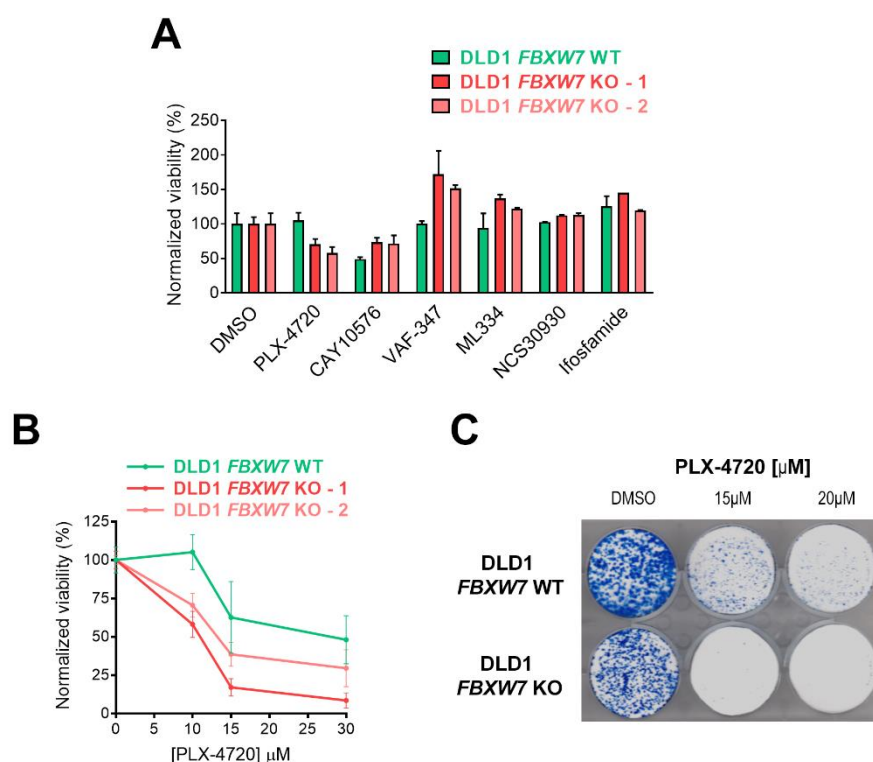 A
DLD1 FBXW7 WT
DLD1 FBXW7 KO - 1
DLD1 FBXW7 KO - 2
Normalized viability (%)
250
200
150
100
50
0
DMSO
PLX-4720
CAY10576
VAF-347
ML334
NCS30930
Ifosfamide
B
DLD1 FBXW7 WT
DLD1 FBXW7 KO - 1
DLD1 FBXW7 KO - 2
Normalized viability (%)
125
100
75
50
25
0
0 5 10 15 20 25 30
[PLX-4720] µM
C
PLX-4720 [µM]
DMSO 15µM 20µM
DLD1
FBXW7 WT
DLD1
FBXW7 KO